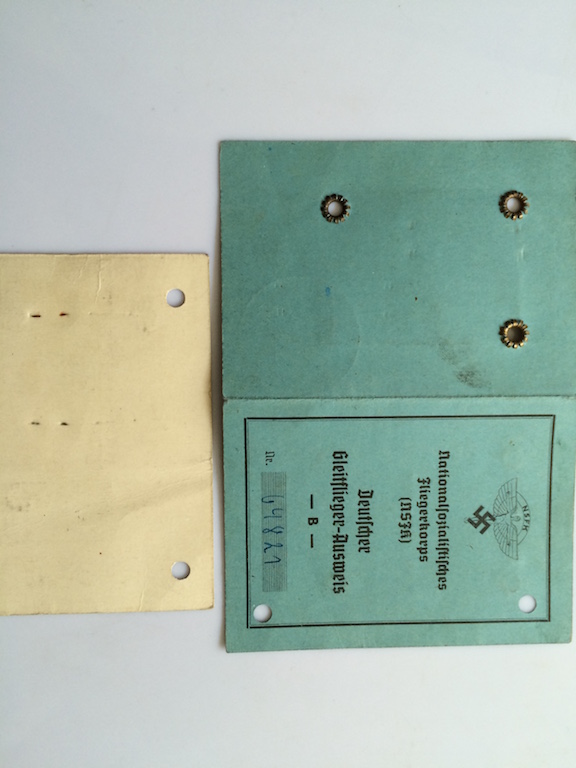 NSFK
Nationalsozialistisches
Fliegerkorps
(NSFK)
Deutscher
Gleitflieger-Ausweis
— B —
Nr. 64821